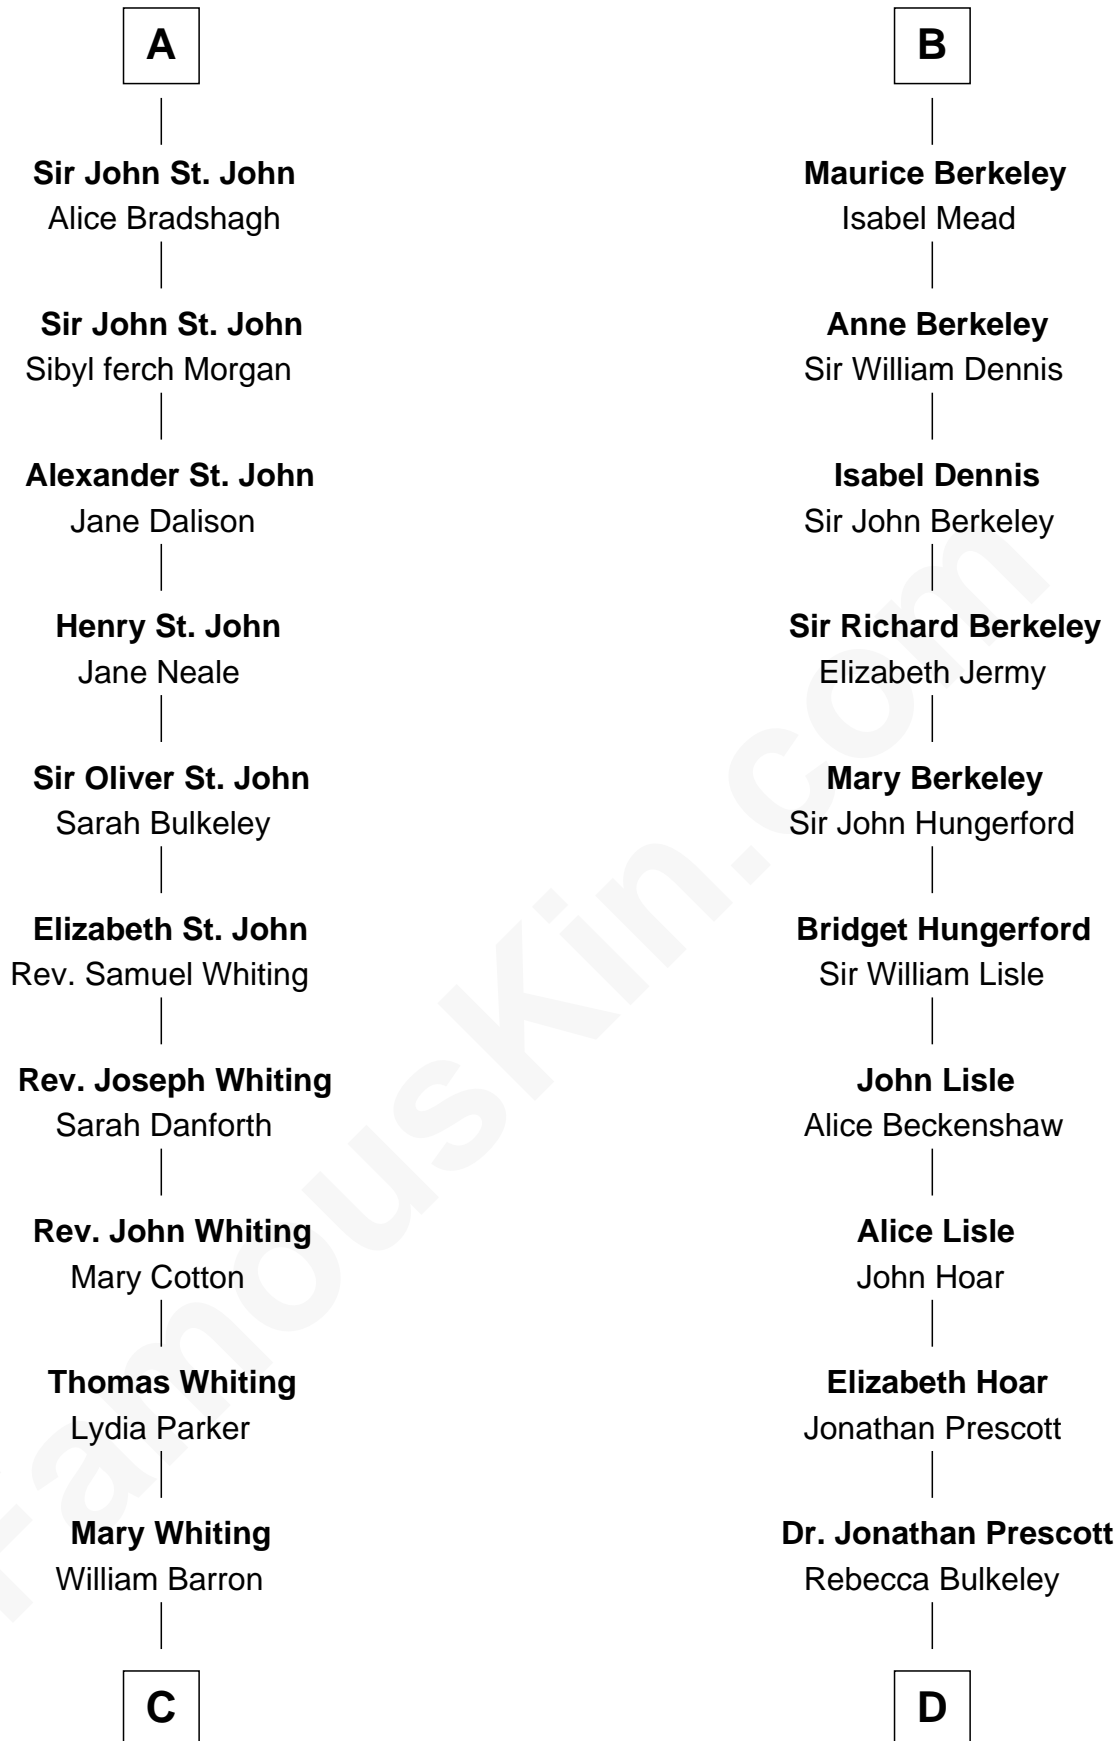 A
Sir John St. John
Alice Bradshagh
Sir John St. John
Sibyl ferch Morgan
Alexander St. John
Jane Dalison
Henry St. John
Jane Neale
Sir Oliver St. John
Sarah Bulkeley
Elizabeth St. John
Rev. Samuel Whiting
Rev. Joseph Whiting
Sarah Danforth
Rev. John Whiting
Mary Cotton
Thomas Whiting
Lydia Parker
Mary Whiting
William Barron
C
B
Maurice Berkeley
Isabel Mead
Anne Berkeley
Sir William Dennis
Isabel Dennis
Sir John Berkeley
Sir Richard Berkeley
Elizabeth Jermy
Mary Berkeley
Sir John Hungerford
Bridget Hungerford
Sir William Lisle
John Lisle
Alice Beckenshaw
Alice Lisle
John Hoar
Elizabeth Hoar
Jonathan Prescott
Dr. Jonathan Prescott
Rebecca Bulkeley
D
FamousKin.com